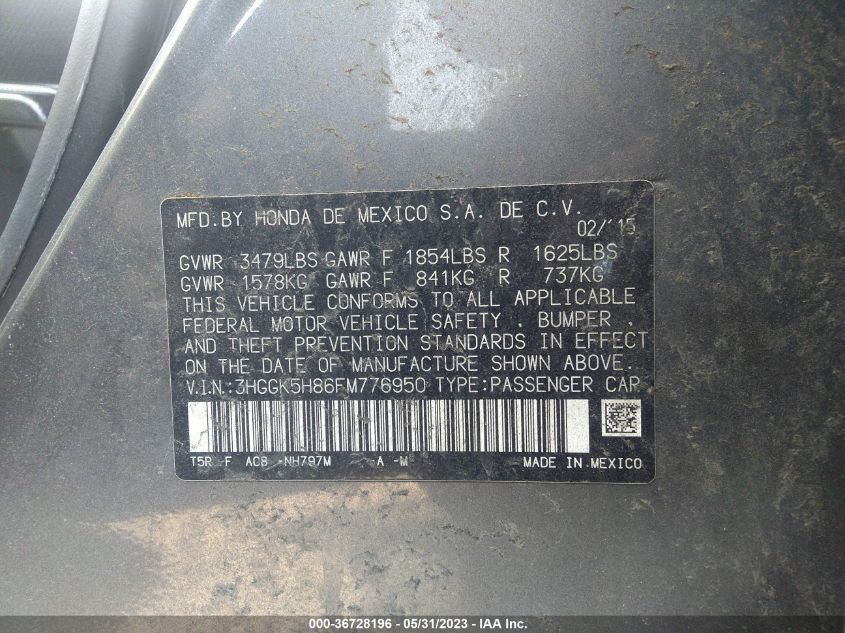 MFD.BY HONDA DE MEXICO S.A. DE C.V.
02/'15
GVWR 3479LBS GAWR F 1854LBS R 1625LBS
GVWR 1578KG GAWR F 841KG R 737KG
THIS VEHICLE CONFORMS TO ALL APPLICABLE
FEDERAL MOTOR VEHICLE SAFETY , BUMPER ,
AND THEFT PREVENTION STANDARDS IN EFFECT
ON THE DATE OF MANUFACTURE SHOWN ABOVE.
V.I.N:3HGGK5H86FM776950 TYPE:PASSENGER CAR
T5R -F AC8 -NH797M -A -M MADE IN MEXICO
000-36728196 - 05/31/2023 - IAA Inc.